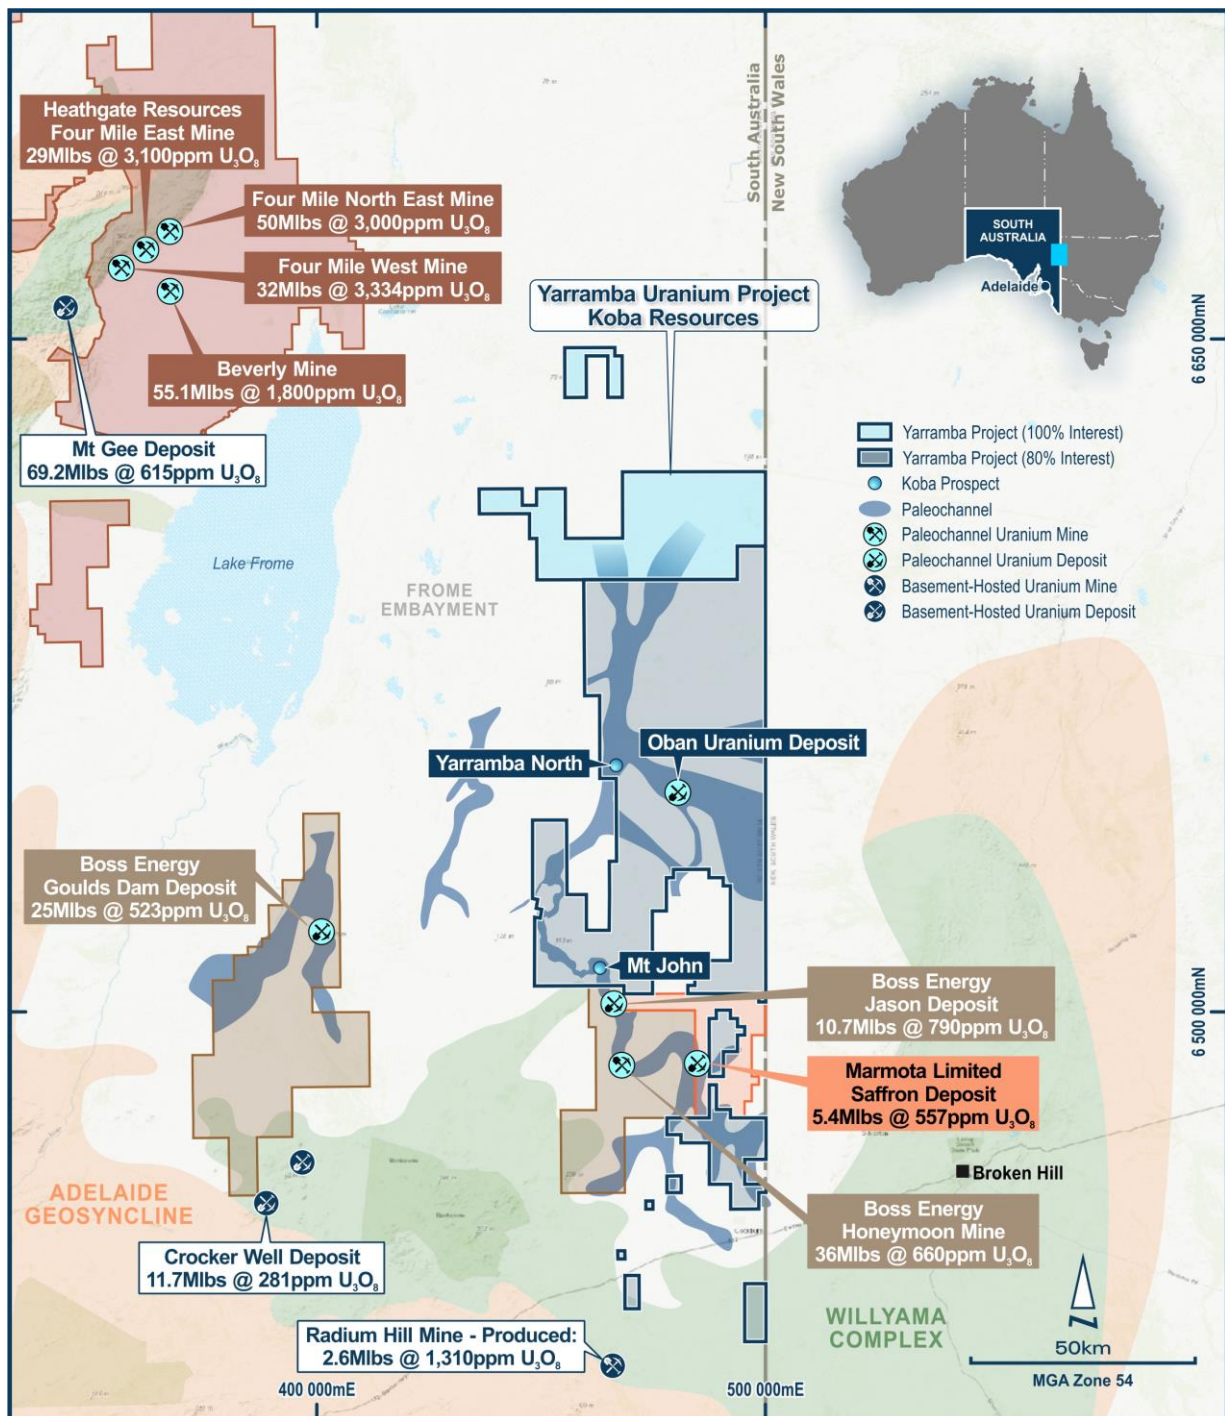 Heathgate Resources
Four Mile East Mine
29Mlbs @ 3,100ppm U₃O₈
Four Mile North East Mine
50Mlbs @ 3,000ppm U₃O₈
Four Mile West Mine
32Mlbs @ 3,334ppm U₃O₈
Beverly Mine
55.1Mlbs @ 1,800ppm U₃O₈
Mt Gee Deposit
69.2Mlbs @ 615ppm U₃O₈
South Australia
New South Wales
SOUTH
AUSTRALIA
Adelaide
6 650 000mN
Yarramba Uranium Project
Koba Resources
Yarramba Project (100% Interest)
Yarramba Project (80% Interest)
Koba Prospect
Paleochannel
Paleochannel Uranium Mine
Paleochannel Uranium Deposit
Basement-Hosted Uranium Mine
Basement-Hosted Uranium Deposit
Lake Frome
FROME
EMBAYMENT
Yarramba North
Oban Uranium Deposit
NEW SOUTH WALES
Boss Energy
Goulds Dam Deposit
25Mlbs @ 523ppm U₃O₈
Mt John
Boss Energy
Jason Deposit
10.7Mlbs @ 790ppm U₃O₈
6 500 000mN
Marmota Limited
Saffron Deposit
5.4Mlbs @ 557ppm U₃O₈
Broken Hill
ADELAIDE
GEOSYNCLINE
Boss Energy
Honeymoon Mine
36Mlbs @ 660ppm U₃O₈
Crocker Well Deposit
11.7Mlbs @ 281ppm U₃O₈
WILLYAMA
COMPLEX
Radium Hill Mine - Produced:
2.6Mlbs @ 1,310ppm U₃O₈
N
50km
MGA Zone 54
400 000mE
500 000mE